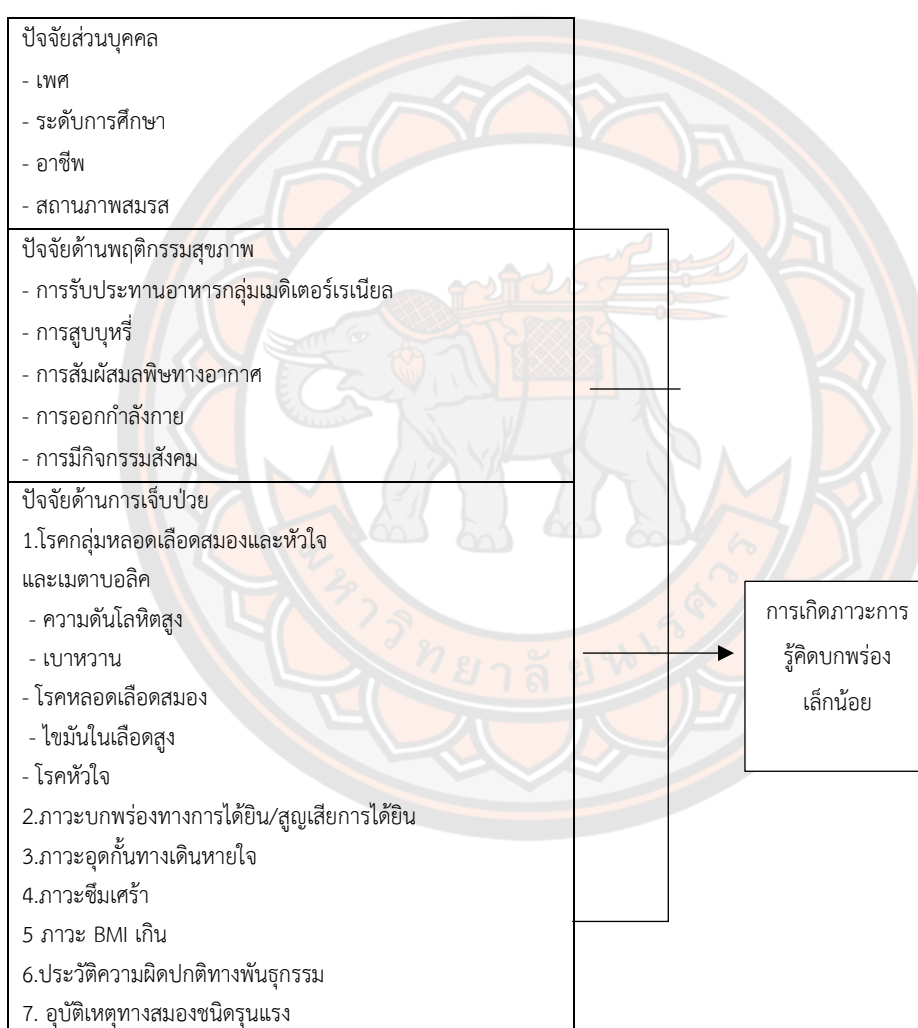 ปัจจัยส่วนบุคคล
- เพศ
- ระดับการศึกษา
- อาชีพ
- สถานภาพสมรส
ปัจจัยด้านพฤติกรรมสุขภาพ
- การรับประทานอาหารกลุ่มเมดิเตอร์เรเนียล
- การสูบบุหรี่
- การสัมผัสมลพิษทางอากาศ
- การออกกำลังกาย
- การมีกิจกรรมสังคม
ปัจจัยด้านการเจ็บป่วย
1.โรคกลุ่มหลอดเลือดสมองและหัวใจ
และเมตาบอลิค
- ความดันโลหิตสูง
- เบาหวาน
- โรคหลอดเลือดสมอง
- ไขมันในเลือดสูง
- โรคหัวใจ
2.ภาวะบกพร่องทางการได้ยิน/สูญเสียการได้ยิน
3.ภาวะอุดกั้นทางเดินหายใจ
4.ภาวะซึมเศร้า
5 ภาวะ BMI เกิน
6.ประวัติความผิดปกติทางพันธุกรรม
7. อุบัติเหตุทางสมองชนิดรุนแรง
การเกิดภาวะการ
รู้คิดบกพร่อง
เล็กน้อย
มหาวิทยาลัยนเรศวร